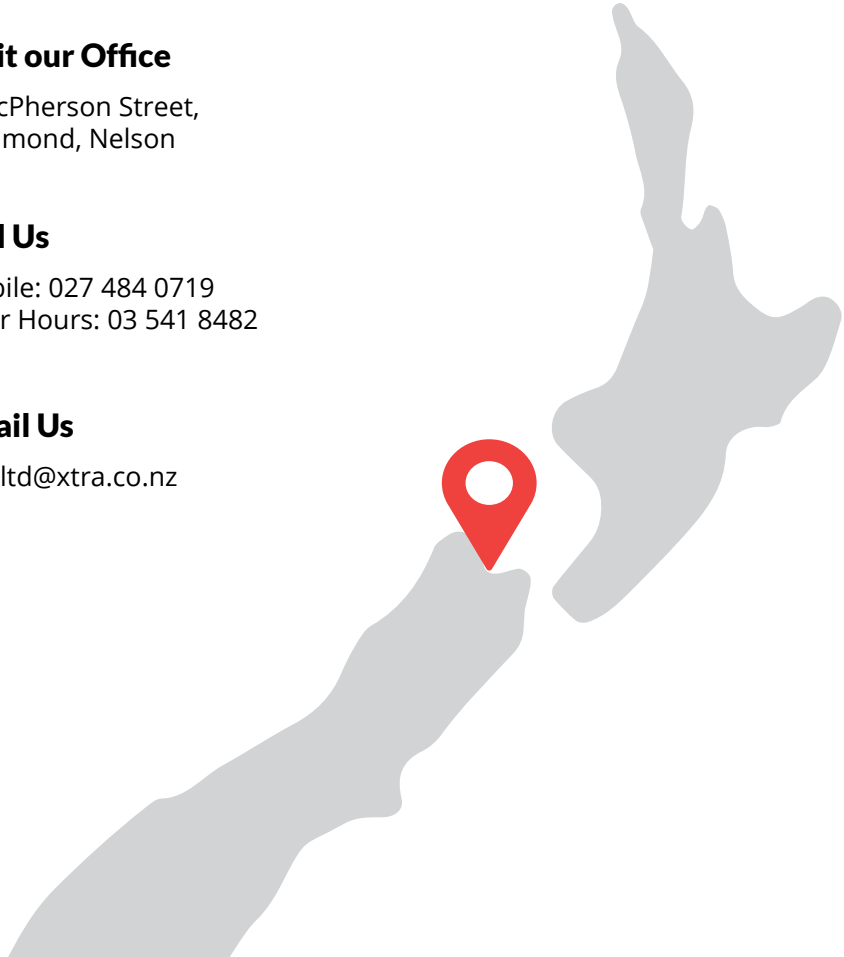 it our Office
cPherson Street,
mond, Nelson
l Us
ile: 027 484 0719
r Hours: 03 541 8482
ail Us
ltd@xtra.co.nz